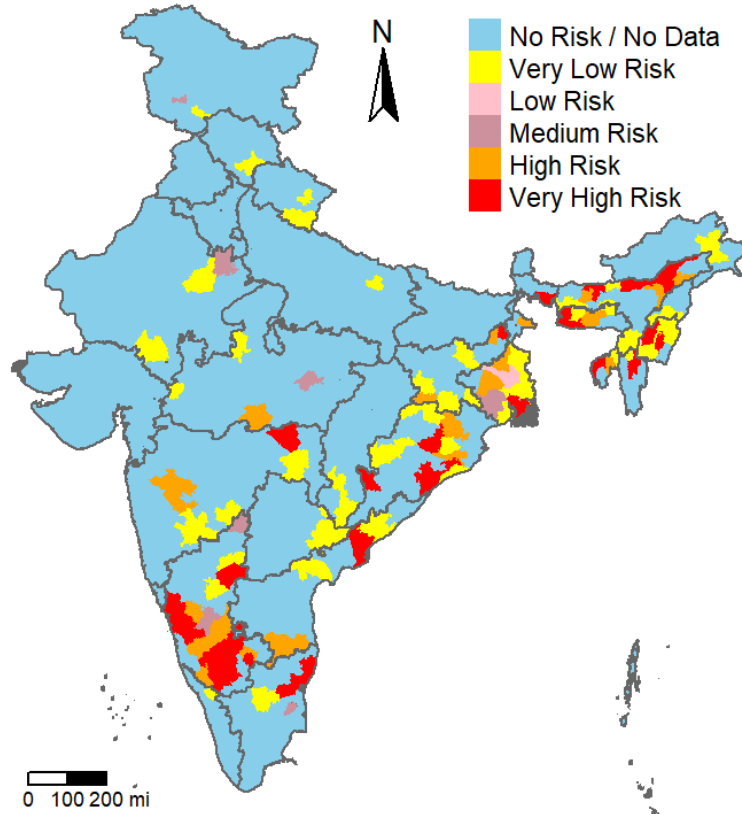 N
No Risk / No Data
Very Low Risk
Low Risk
Medium Risk
High Risk
Very High Risk
0 100 200 mi